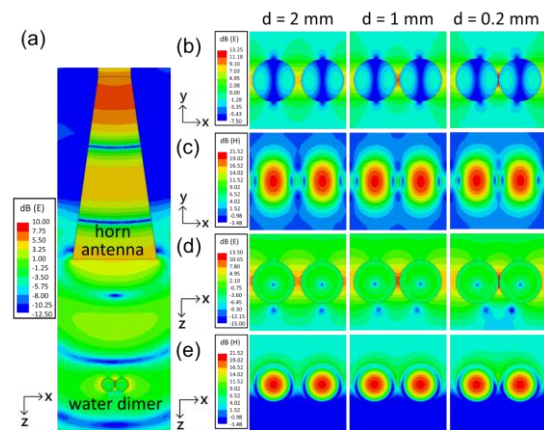 d = 2 mm d = 1 mm d = 0.2 mm
(a)
horn
antenna
water dimer
dB (E)
10.00
7.75
5.50
3.25
1.00
-1.25
-3.50
-5.75
-8.00
-10.25
-12.50
x
z
(b)
dB (E)
13.25
11.18
9.10
7.03
4.95
2.88
0.80
-1.28
-3.35
-5.43
-7.50
y
x
(c)
dB (H)
21.52
19.02
16.52
14.02
11.52
9.02
6.52
4.02
1.52
-0.98
-3.48
y
x
(d)
dB (E)
13.50
10.65
7.80
4.95
2.10
-0.75
-3.60
-6.45
-9.30
-12.15
-15.00
x
z
(e)
dB (H)
21.52
19.02
16.52
14.02
11.52
9.02
6.52
4.02
1.52
-0.98
-3.48
x
z